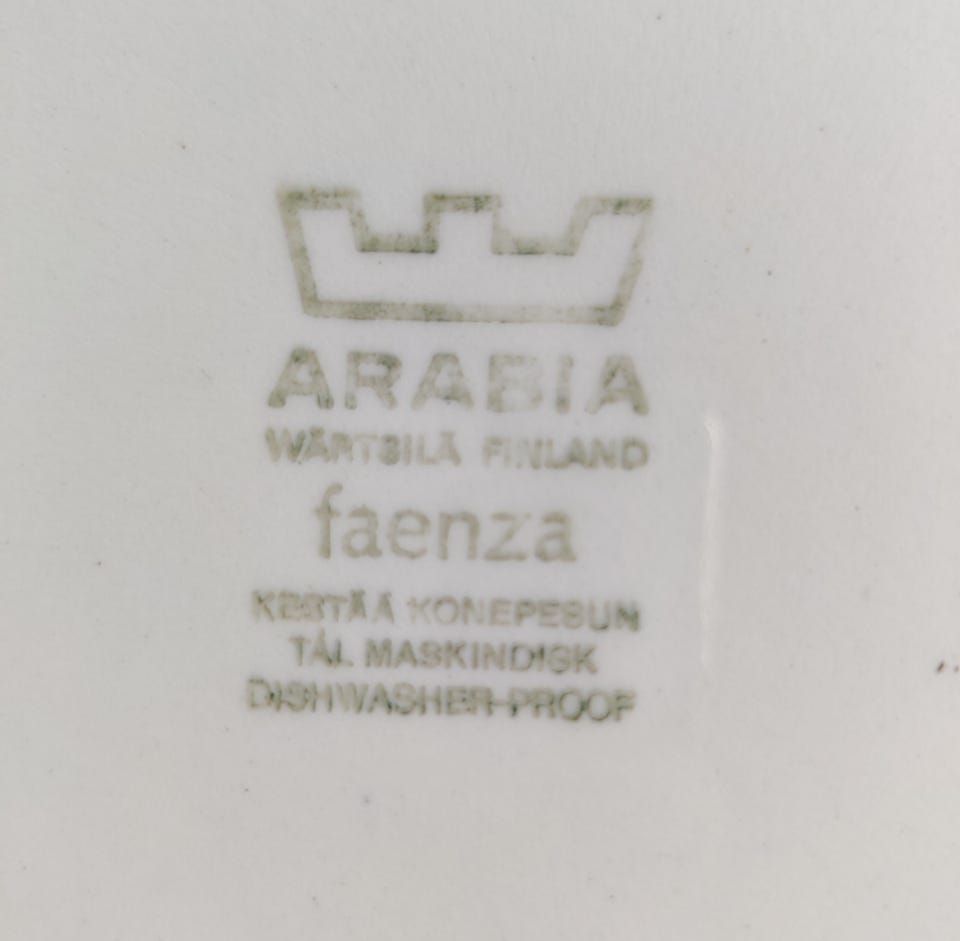 ARABIA
WÄRTSILÄ FINLAND
faenza
KESTÄÄ KONEPESUN
TÅL MASKINDISK
DISHWASHER-PROOF